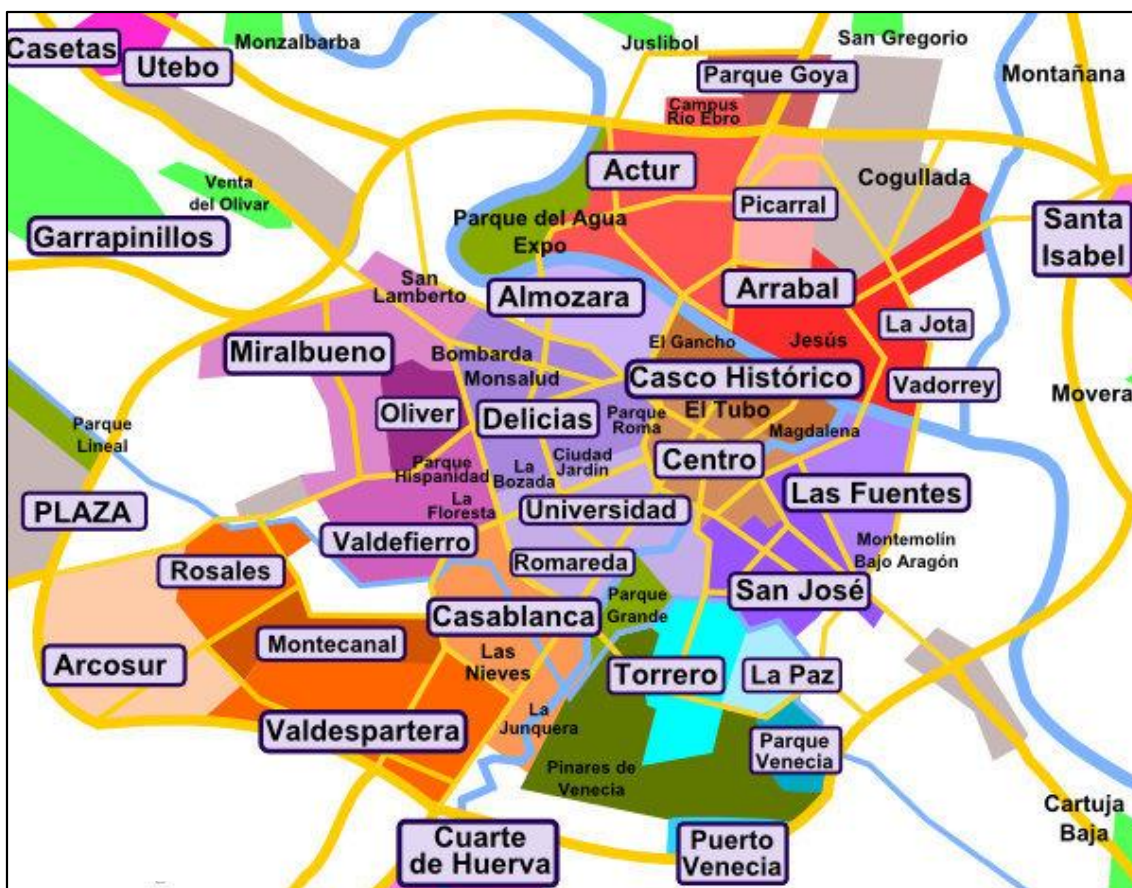 Casetas
Utebo
Monzalbarba
Juslibol
San Gregorio
Montañana
Parque Goya
Campus
Rio Ebro
Actur
Picarral
Cogullada
Venta
del Olivar
Garrapinillos
Parque del Agua
Expo
Santa
Isabel
San
Lamberto
Almozara
Arrabal
La Jota
Miralbueno
Bombarda
Monsalud
El Gancho
Jesús
Casco Histórico
Vadorrey
Movera
Oliver
Delicias
Parque
Roma
El Tubo
Magdalena
Parque
Lineal
Parque
Hispanidad
La
Bozada
Ciudad
Jardín
Centro
Las Fuentes
PLAZA
La
Floresta
Universidad
Valdefierro
Montemolín
Bajo Aragón
Rosales
Romareda
Parque
Grande
San José
Casablanca
Montecanal
Arcosur
Las
Nieves
Torrero
La Paz
Valdespartera
La
Junquera
Parque
Venecia
Pinares de
Venecia
Cartuja
Baja
Cuarte
de Huerva
Puerto
Venecia